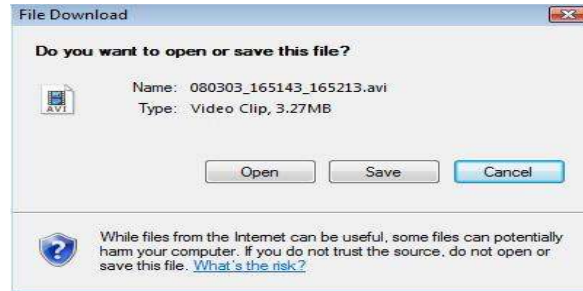 File Download
Do you want to open or save this file?
Name: 080303_165143_165213.avi
AVI
Type: Video Clip, 3.27MB
Open Save Cancel
While files from the Internet can be useful, some files can potentially
harm your computer. If you do not trust the source, do not open or
save this file. What's the risk?